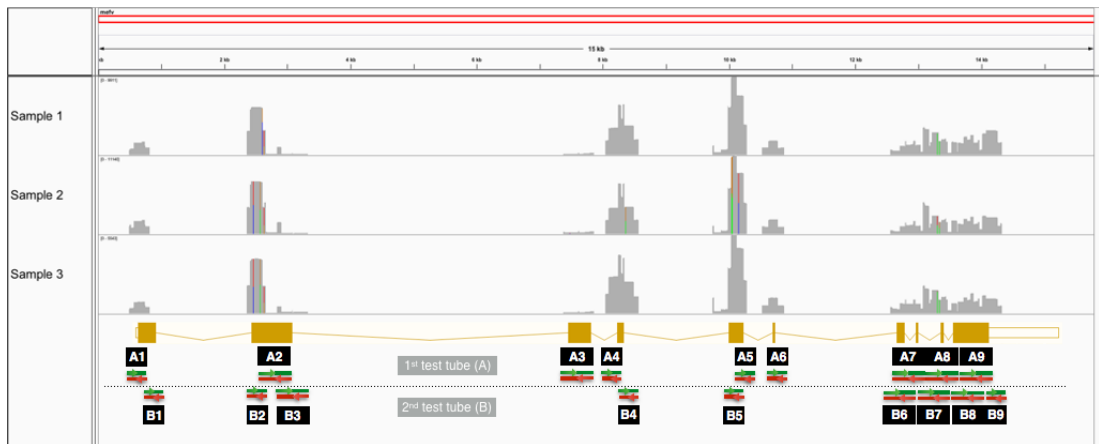 mefv
15 kb
2 kb 4 kb 6 kb 8 kb 10 kb 12 kb 14 kb
Sample 1
Sample 2
Sample 3
A1 A2 A3 A4 A5 A6 A7 A8 A9
1st test tube (A)
2nd test tube (B)
B1 B2 B3 B4 B5 B6 B7 B8 B9